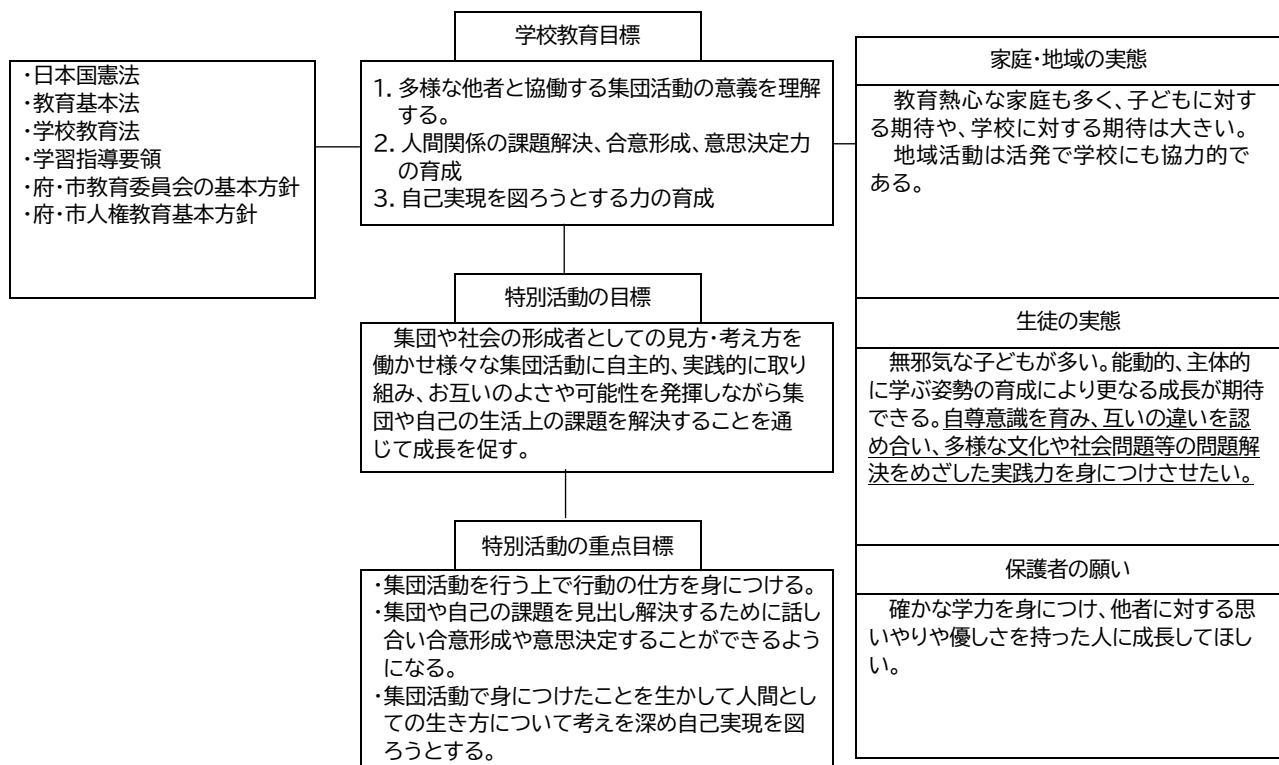 学校教育目標
・日本国憲法
・教育基本法
・学校教育法
・学習指導要領
・府・市教育委員会の基本方針
・府・市人権教育基本方針
1. 多様な他者と協働する集団活動の意義を理解
する。
2. 人間関係の課題解決、合意形成、意思決定力
の育成
3. 自己実現を図ろうとする力の育成
家庭・地域の実態
教育熱心な家庭も多く、子どもに対す
る期待や、学校に対する期待は大きい。
地域活動は活発で学校にも協力的で
ある。
特別活動の目標
集団や社会の形成者としての見方・考え方を
働かせ様々な集団活動に自主的、実践的に取り
組み、お互いのよさや可能性を発揮しながら集
団や自己の生活上の課題を解決することを通
じて成長を促す。
生徒の実態
無邪気な子どもが多い。能動的、主体的
に学ぶ姿勢の育成により更なる成長が期待
できる。自尊意識を育み、互いの違いを認
め合い、多様な文化や社会問題等の問題解
決をめざした実践力を身につけさせたい。
特別活動の重点目標
・集団活動を行う上で行動の仕方を身につける。
・集団や自己の課題を見出し解決するために話し
合い合意形成や意思決定することができるよう
になる。
・集団活動で身につけたことを生かして人間とし
ての生き方について考えを深め自己実現を図
ろうとする。
保護者の願い
確かな学力を身につけ、他者に対する思
いやりや優しさを持った人に成長してほし
い。